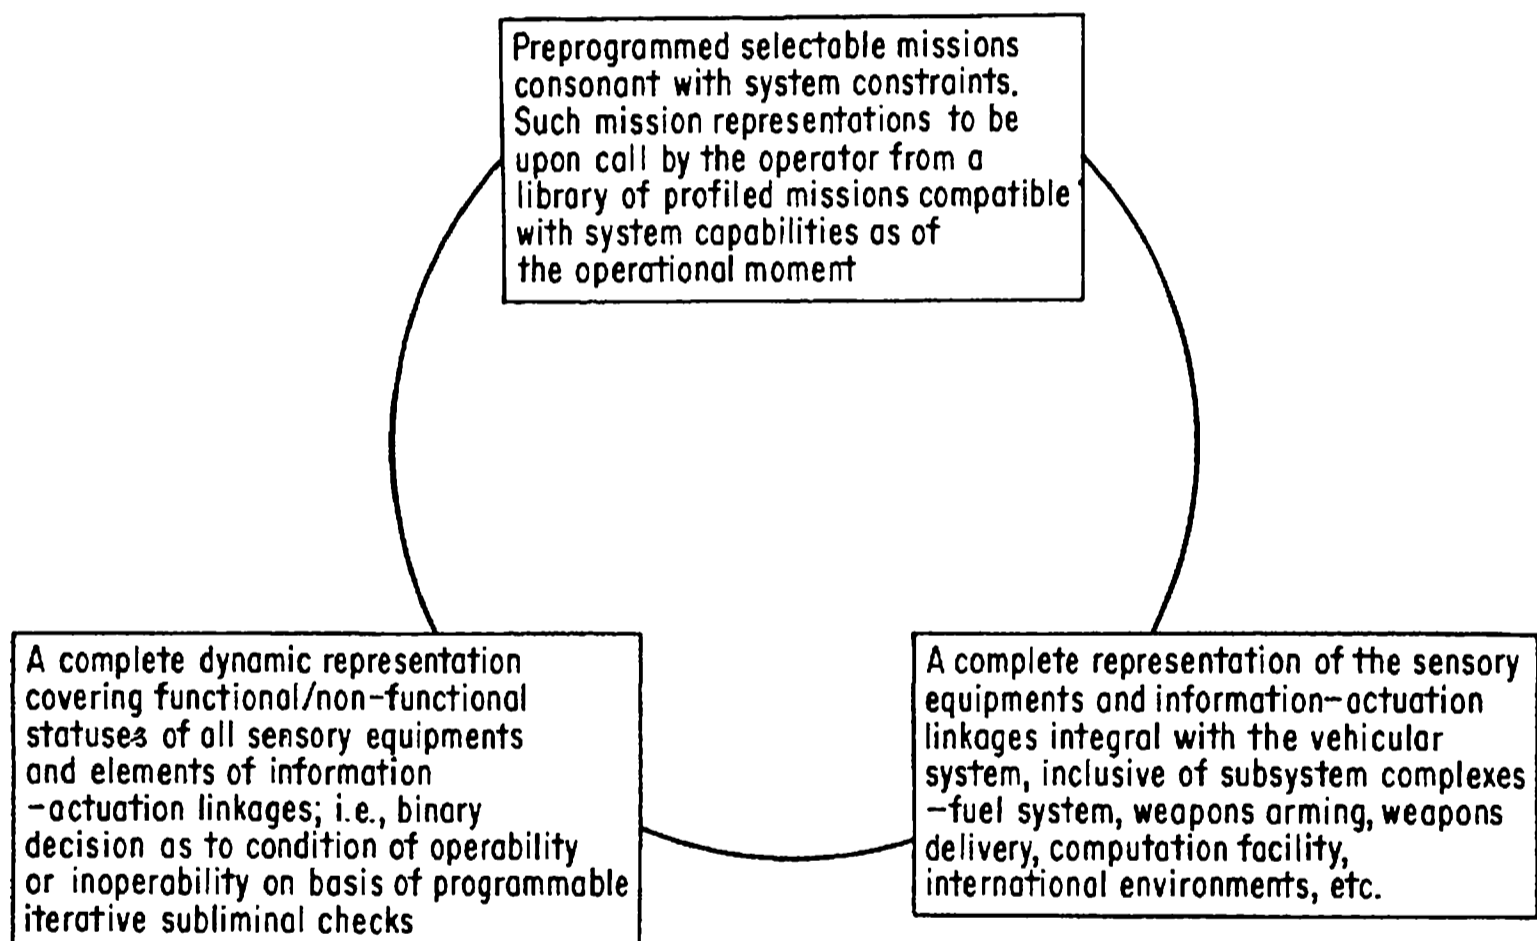 Preprogrammed selectable missions
consonant with system constraints.
Such mission representations to be
upon call by the operator from a
library of profiled missions compatible
with system capabilities as of
the operational moment
A complete dynamic representation
covering functional/non-functional
statuses of all sensory equipments
and elements of information
-actuation linkages; i.e., binary
decision as to condition of operability
or inoperability on basis of programmable
iterative subliminal checks
A complete representation of the sensory
equipments and information-actuation
linkages integral with the vehicular
system, inclusive of subsystem complexes
-fuel system, weapons arming, weapons
delivery, computation facility,
international environments, etc.